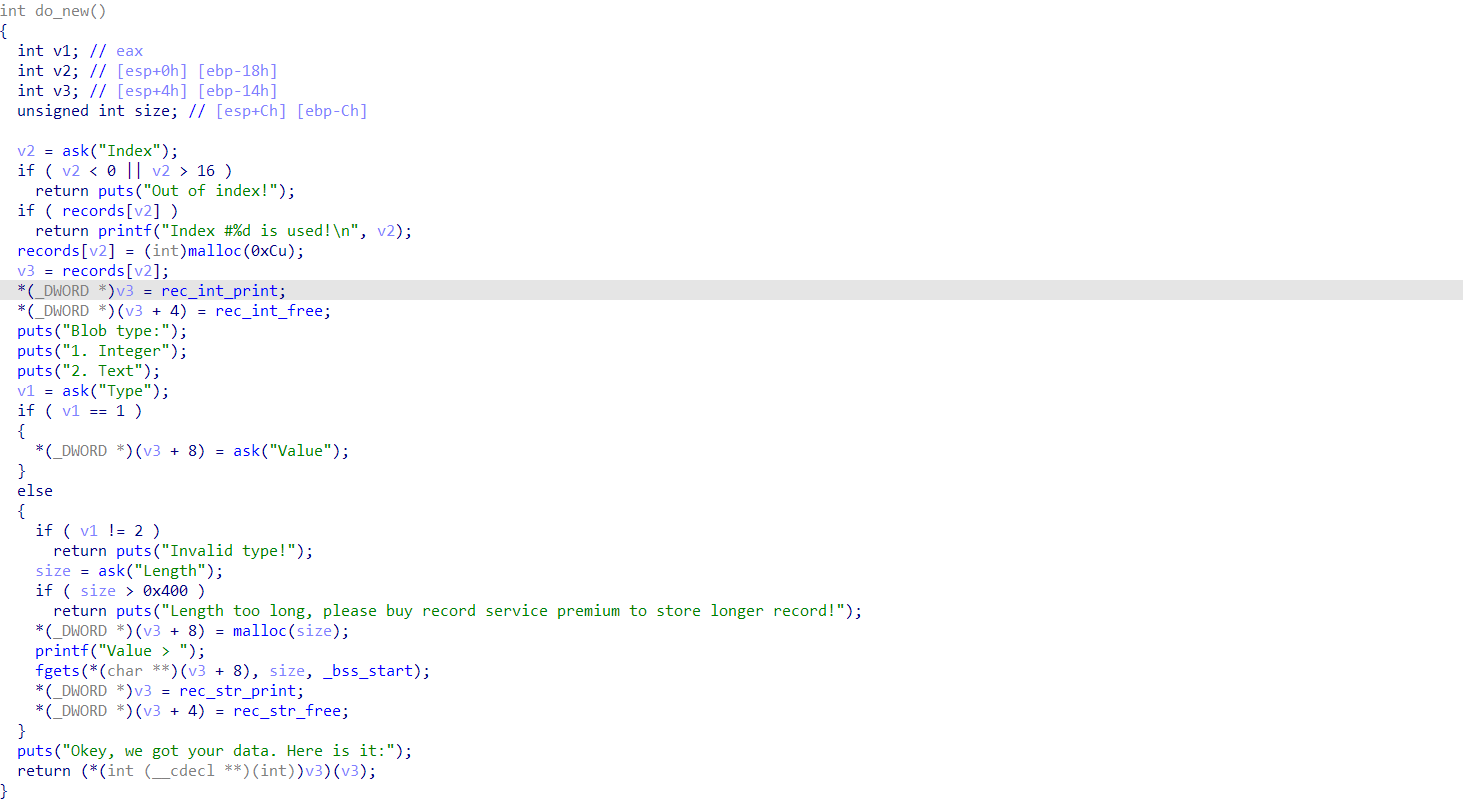 int do_new()
{
  int v1; // eax
  int v2; // [esp+0h] [ebp-18h]
  int v3; // [esp+4h] [ebp-14h]
  unsigned int size; // [esp+Ch] [ebp-Ch]

  v2 = ask("Index");
  if ( v2 < 0 || v2 > 16 )
    return puts("Out of index!");
  if ( records[v2] )
    return printf("Index #%d is used!\n", v2);
  records[v2] = (int)malloc(0xCu);
  v3 = records[v2];
  *(_DWORD *)v3 = rec_int_print;
  *(_DWORD *)(v3 + 4) = rec_int_free;
  puts("Blob type:");
  puts("1. Integer");
  puts("2. Text");
  v1 = ask("Type");
  if ( v1 == 1 )
  {
    *(_DWORD *)(v3 + 8) = ask("Value");
  }
  else
  {
    if ( v1 != 2 )
      return puts("Invalid type!");
    size = ask("Length");
    if ( size > 0x400 )
      return puts("Length too long, please buy record service premium to store longer record!");
    *(_DWORD *)(v3 + 8) = malloc(size);
    printf("Value > ");
    fgets(*(char **)(v3 + 8), size, _bss_start);
    *(_DWORD *)v3 = rec_str_print;
    *(_DWORD *)(v3 + 4) = rec_str_free;
  }
  puts("Okey, we got your data. Here is it:");
  return (*(int (__cdecl **)(int))v3)(v3);
}